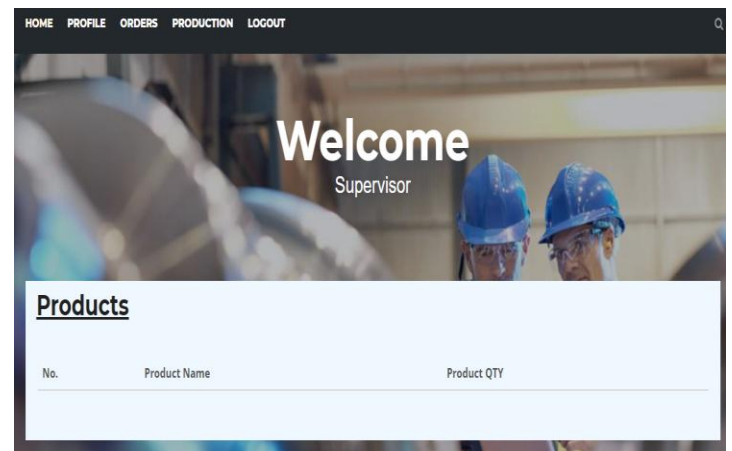 HOME PROFILE ORDERS PRODUCTION LOGOUT
Welcome
Supervisor
Products
No. Product Name Product QTY